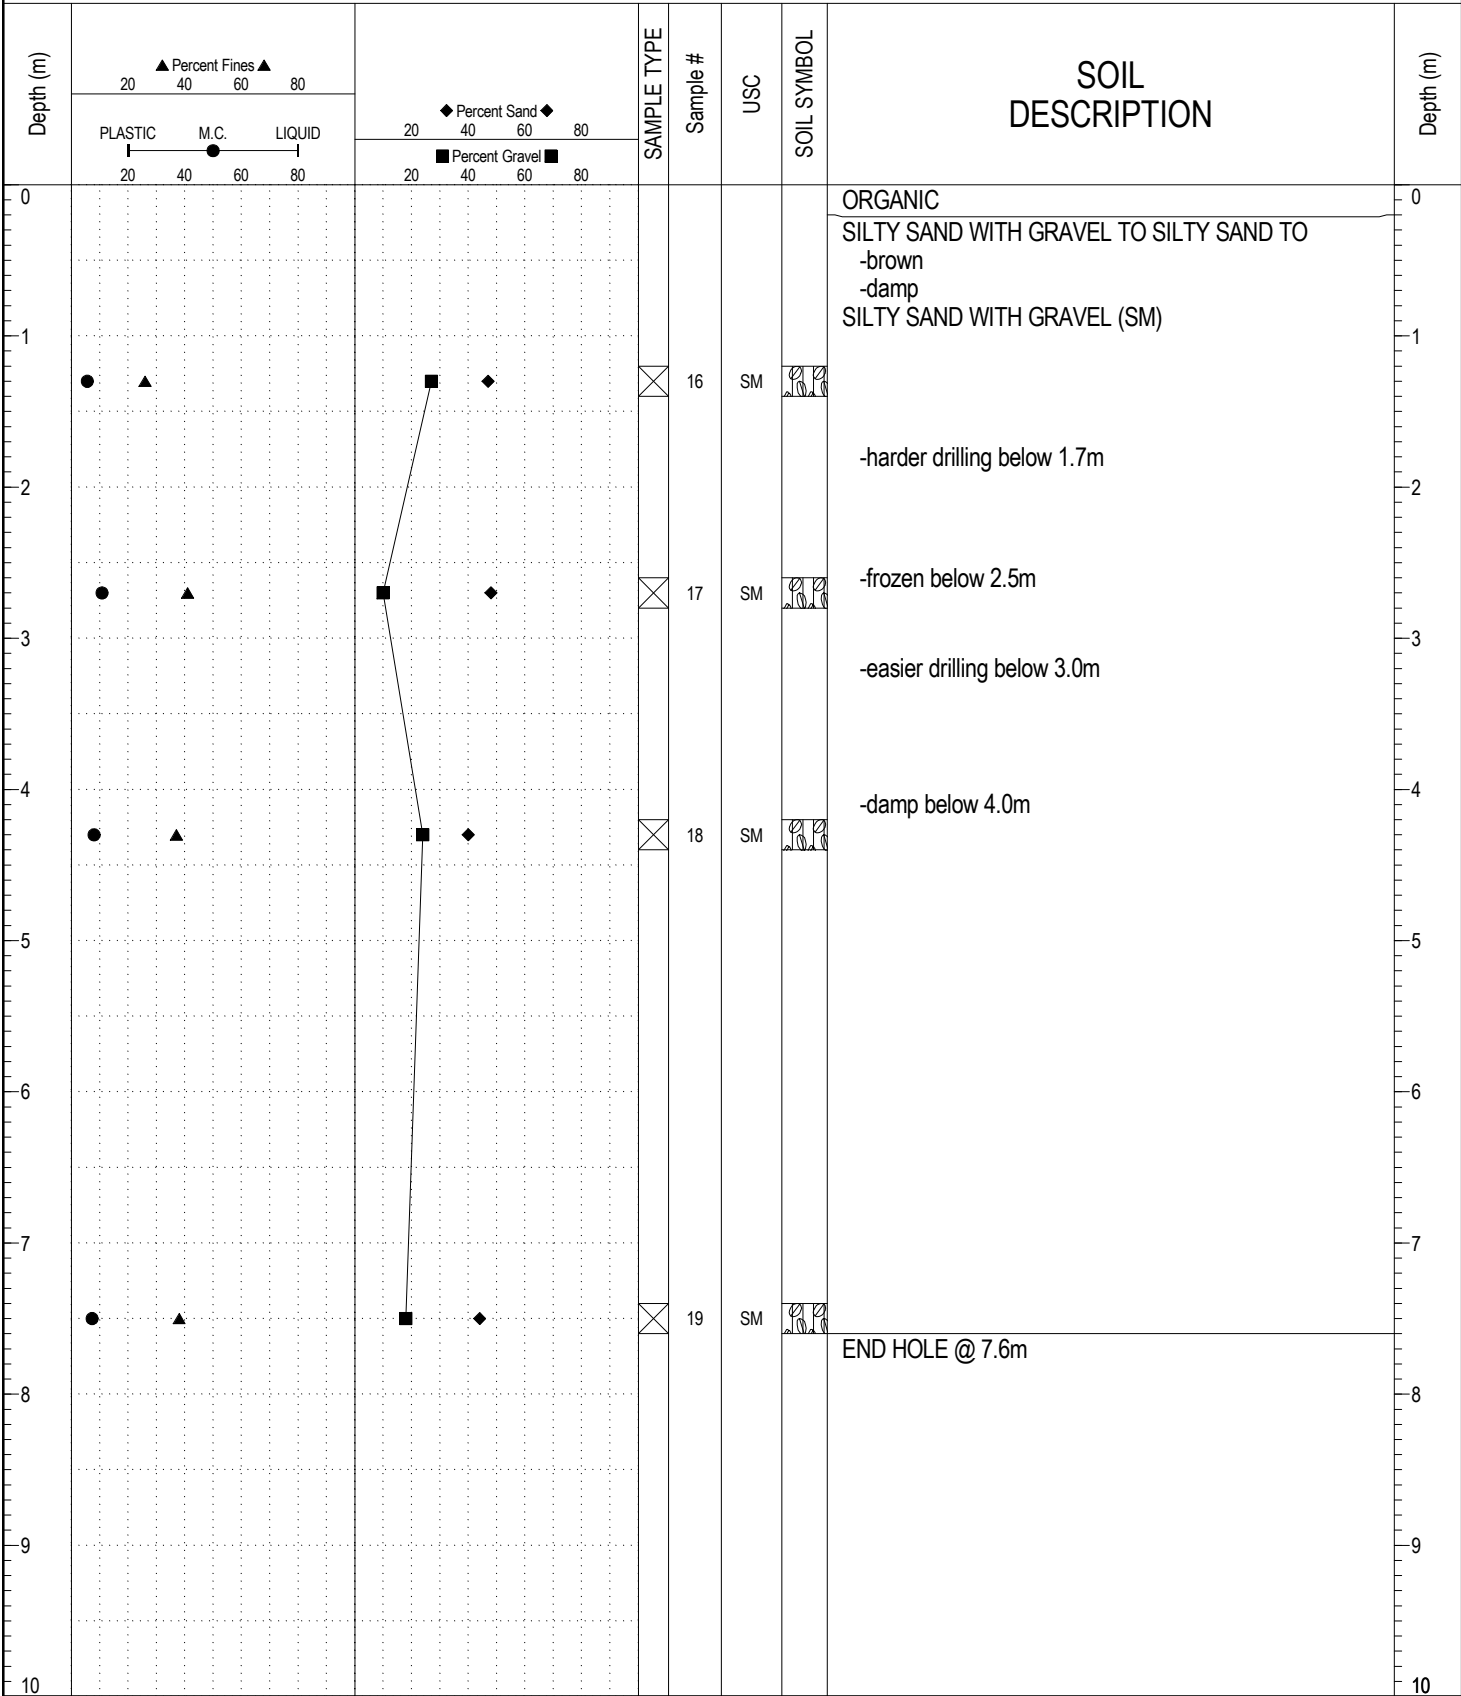 Depth (m)
▲ Percent Fines ▲
20 40 60 80
PLASTIC M.C. LIQUID
20 40 60 80
◆ Percent Sand ◆
20 40 60 80
■ Percent Gravel ■
20 40 60 80
SAMPLE TYPE
Sample #
USC
SOIL SYMBOL
SOIL
DESCRIPTION
Depth (m)
0 ORGANIC 0
SILTY SAND WITH GRAVEL TO SILTY SAND TO
-brown
-damp
SILTY SAND WITH GRAVEL (SM)
1 1
16 SM
-harder drilling below 1.7m
2 2
-frozen below 2.5m
17 SM
3 3
-easier drilling below 3.0m
4 4
-damp below 4.0m
18 SM
5 5
6 6
7 7
19 SM
END HOLE @ 7.6m
8 8
9 9
10 10